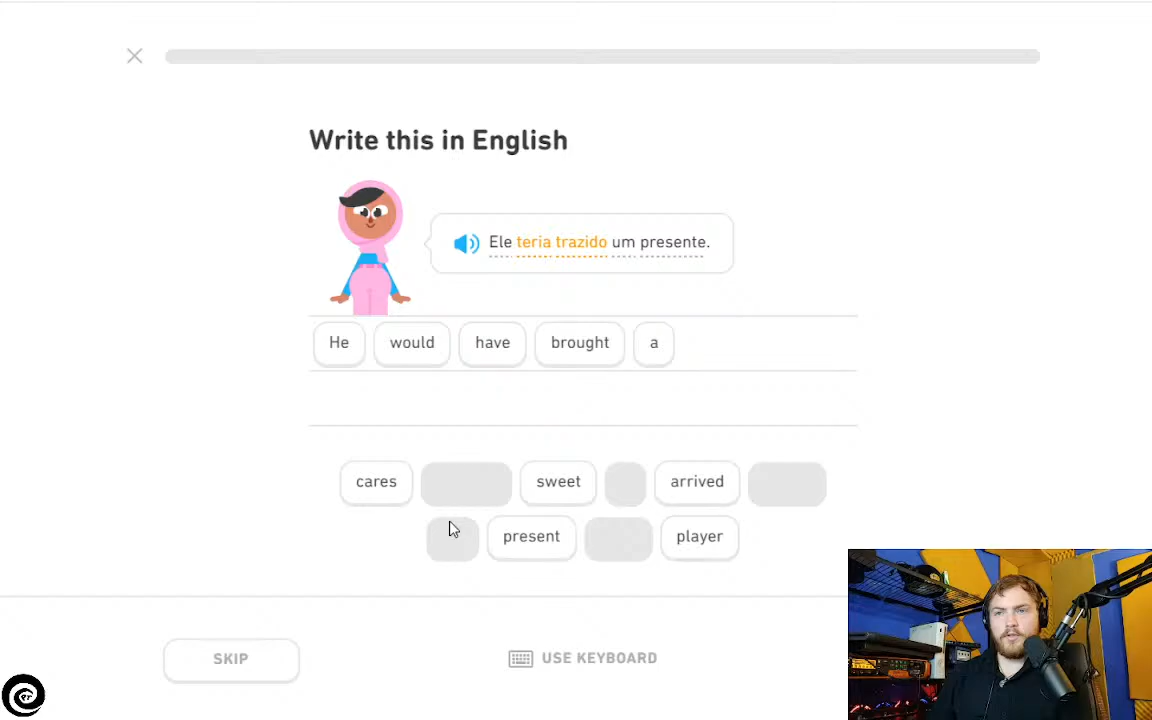 Write this in English
Ele teria trazido um presente.
He would have brought a
cares sweet arrived
present player
SKIP USE KEYBOARD